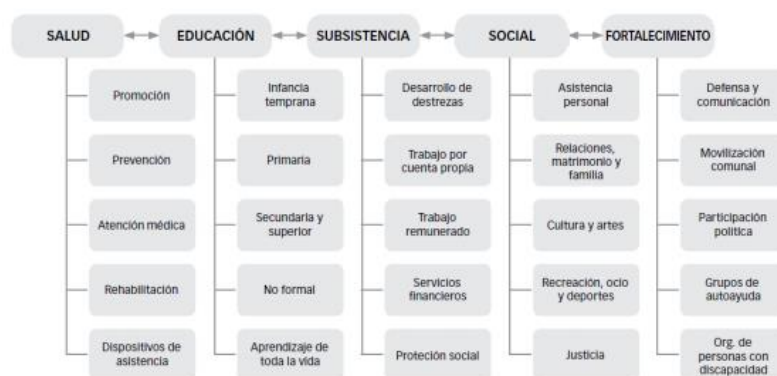 SALUD
EDUCACIÓN
SUBSISTENCIA
SOCIAL
FORTALECIMIENTO
Promoción
Prevención
Atención médica
Rehabilitación
Dispositivos de
asistencia
Infancia
temprana
Primaria
Secundaria y
superior
No formal
Aprendizaje de
toda la vida
Desarrollo de
destrezas
Trabajo por
cuenta propia
Trabajo
remunerado
Servicios
financieros
Proteción social
Asistencia
personal
Relaciones,
matrimonio y
familia
Cultura y artes
Recreación, ocio
y deportes
Justicia
Defensa y
comunicación
Movilización
comunal
Participación
política
Grupos de
autoayuda
Org. de
personas con
discapacidad